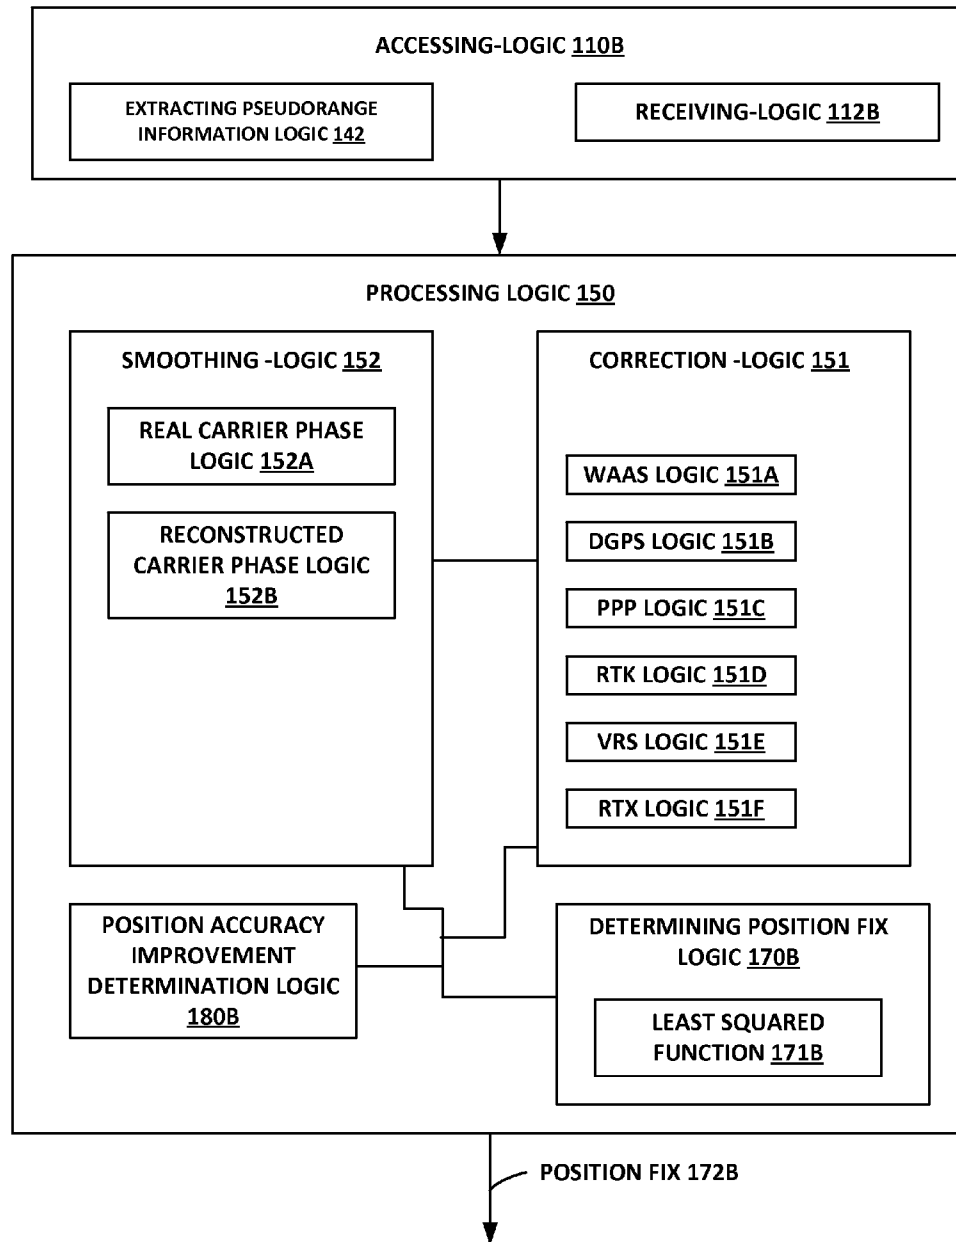 ACCESSING-LOGIC 110B
EXTRACTING PSEUDORANGE
INFORMATION LOGIC 142
RECEIVING-LOGIC 112B
PROCESSING LOGIC 150
SMOOTHING -LOGIC 152
REAL CARRIER PHASE
LOGIC 152A
RECONSTRUCTED
CARRIER PHASE LOGIC
152B
CORRECTION -LOGIC 151
WAAS LOGIC 151A
DGPS LOGIC 151B
PPP LOGIC 151C
RTK LOGIC 151D
VRS LOGIC 151E
RTX LOGIC 151F
POSITION ACCURACY
IMPROVEMENT
DETERMINATION LOGIC
180B
DETERMINING POSITION FIX
LOGIC 170B
LEAST SQUARED
FUNCTION 171B
POSITION FIX 172B